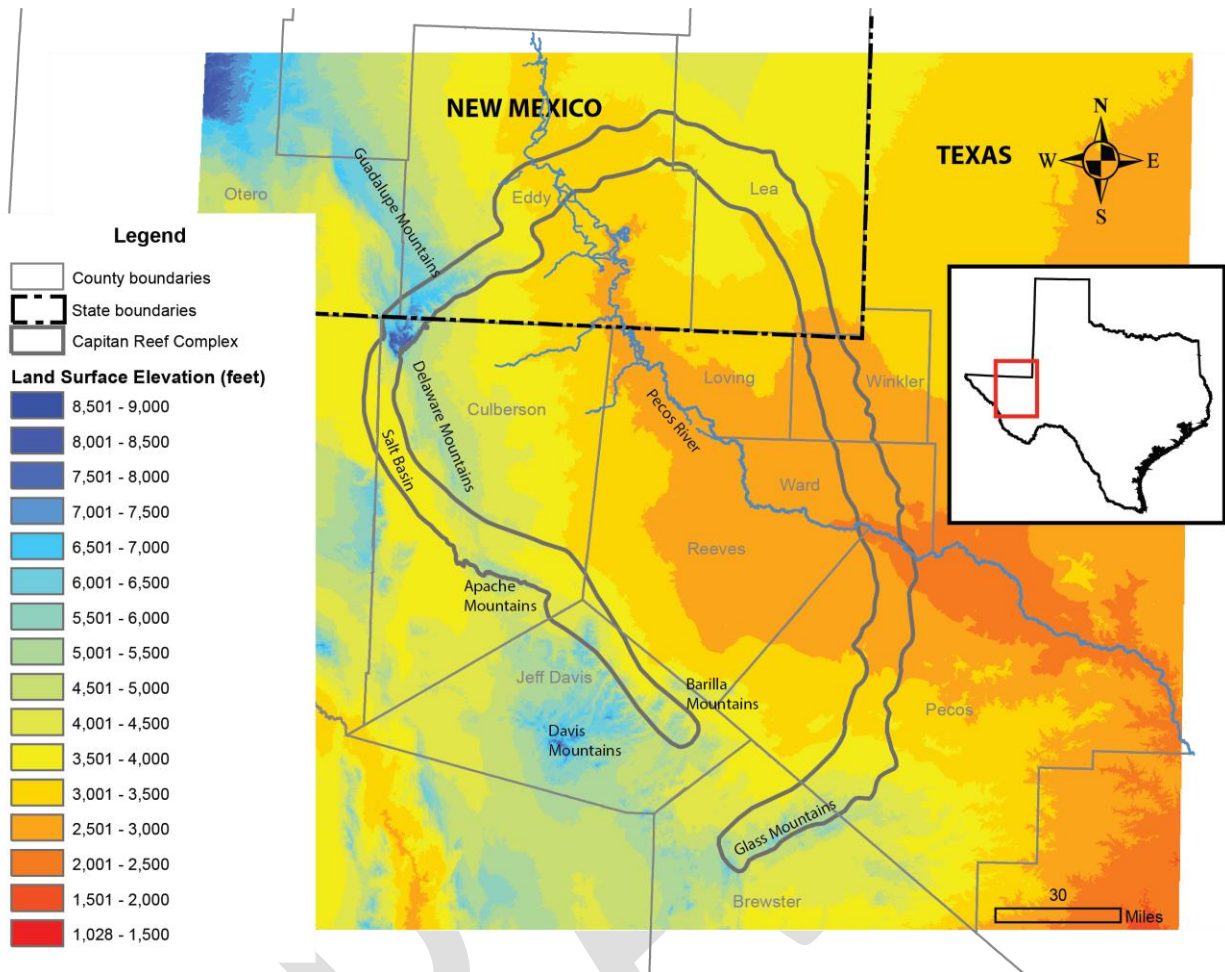 NEW MEXICO
TEXAS
N
W
E
S
Guadalupe Mountains
Otero
Eddy
Lea
Legend
County boundaries
State boundaries
Capitan Reef Complex
Land Surface Elevation (feet)
8,501 - 9,000
8,001 - 8,500
7,501 - 8,000
7,001 - 7,500
6,501 - 7,000
6,001 - 6,500
5,501 - 6,000
5,001 - 5,500
4,501 - 5,000
4,001 - 4,500
3,501 - 4,000
3,001 - 3,500
2,501 - 3,000
2,001 - 2,500
1,501 - 2,000
1,028 - 1,500
Delaware Mountains
Culberson
Loving
Winkler
Pecos River
Salt Basin
Ward
Reeves
Apache
Mountains
Jeff Davis
Barilla
Mountains
Pecos
Davis
Mountains
Glass Mountains
Brewster
30
Miles